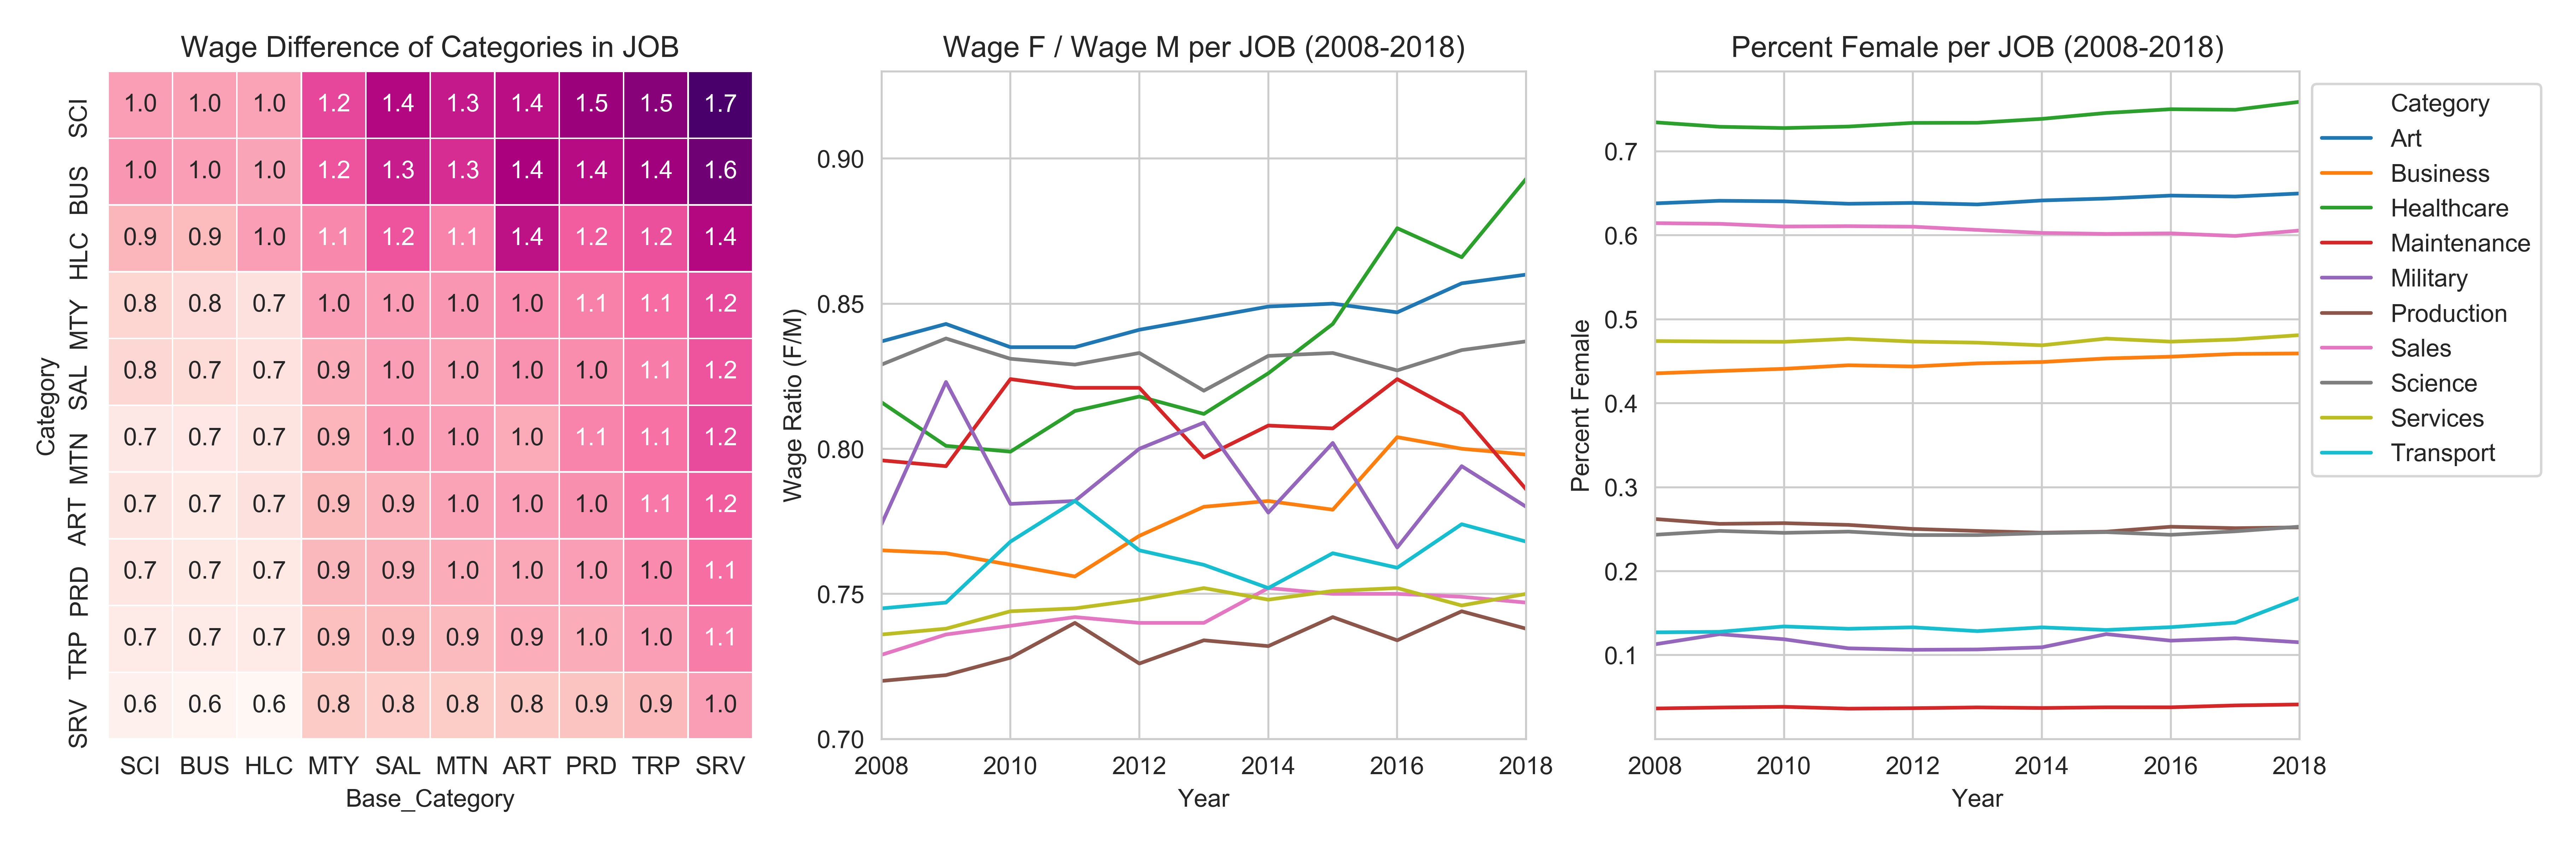 Wage Difference of Categories in JOB
SCI 1.0 1.0 1.0 1.2 1.4 1.3 1.4 1.5 1.5 1.7
BUS 1.0 1.0 1.0 1.2 1.3 1.3 1.4 1.4 1.4 1.6
HLC 0.9 0.9 1.0 1.1 1.2 1.1 1.4 1.2 1.2 1.4
MTY 0.8 0.8 0.7 1.0 1.0 1.0 1.0 1.1 1.1 1.2
SAL 0.8 0.7 0.7 0.9 1.0 1.0 1.0 1.0 1.1 1.2
MTN 0.7 0.7 0.7 0.9 1.0 1.0 1.0 1.1 1.1 1.2
ART 0.7 0.7 0.7 0.9 0.9 1.0 1.0 1.0 1.1 1.2
PRD 0.7 0.7 0.7 0.9 0.9 1.0 1.0 1.0 1.0 1.1
TRP 0.7 0.7 0.7 0.9 0.9 0.9 0.9 1.0 1.0 1.1
SRV 0.6 0.6 0.6 0.8 0.8 0.8 0.8 0.9 0.9 1.0
Category
SCI BUS HLC MTY SAL MTN ART PRD TRP SRV
Base_Category
Wage F / Wage M per JOB (2008-2018)
0.90
0.85
0.80
0.75
0.70
Wage Ratio (F/M)
2008 2010 2012 2014 2016 2018
Year
Percent Female per JOB (2008-2018)
0.7
0.6
0.5
0.4
0.3
0.2
0.1
Percent Female
2008 2010 2012 2014 2016 2018
Year
Category
Art
Business
Healthcare
Maintenance
Military
Production
Sales
Science
Services
Transport